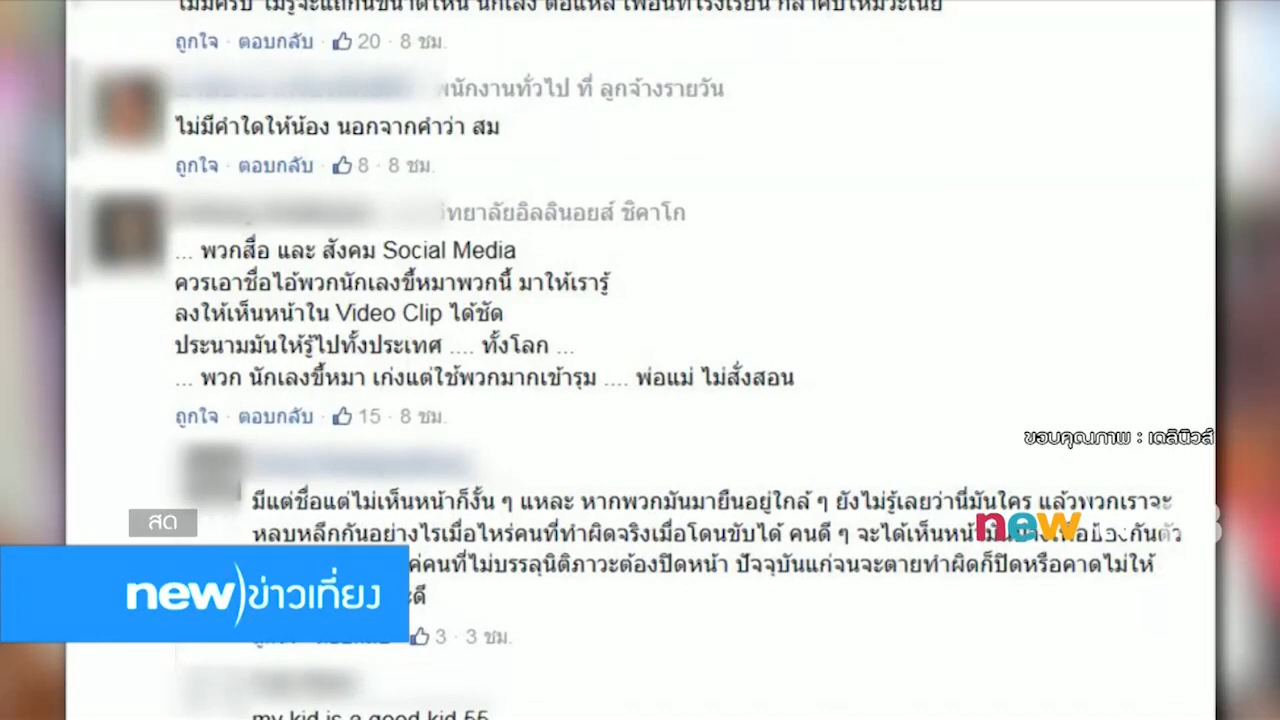 ถูกใจ · ตอบกลับ · 20 · 8 ชม.
พนักงานทั่วไป ที่ ลูกจ้างรายวัน
ไม่มีคำใดให้น้อง นอกจากคำว่า สม
ถูกใจ · ตอบกลับ · 8 · 8 ชม.
ทยาลัยอิลลินอยส์ ชิคาโก
... พวกสื่อ และ สังคม Social Media
ควรเอาชื่อไอ้พวกนักเลงขี้หมาพวกนี้ มาให้เรารู้
ลงให้เห็นหน้าใน Video Clip ได้ชัด
ประนามมันให้รู้ไปทั้งประเทศ .... ทั้งโลก ...
... พวก นักเลงขี้หมา เก่งแต่ใช้พวกมากเข้ารุม .... พ่อแม่ ไม่สั่งสอน
ถูกใจ · ตอบกลับ · 15 · 8 ชม.
ขอบคุณภาพ : เดลินิวส์
มีแต่ชื่อแต่ไม่เห็นหน้าก็งั้น ๆ แหละ หากพวกมันมายืนอยู่ใกล้ ๆ ยังไม่รู้เลยว่านี่มันใคร แล้วพวกเราจะ
สด
หลบหลีกกันอย่างไรเมื่อไหร่คนที่ทำผิดจริงเมื่อโดนขับได้ คนดี ๆ จะได้เห็นหน้า
new
คนที่ไม่บรรลุนิติภาวะต้องปิดหน้า ปัจจุบันแก่จนจะตายทำผิดก็ปิดหรือคาดไม่ให้
new)ข่าวเที่ยง
3 · 3 ชม.
my kid is a good kid 55